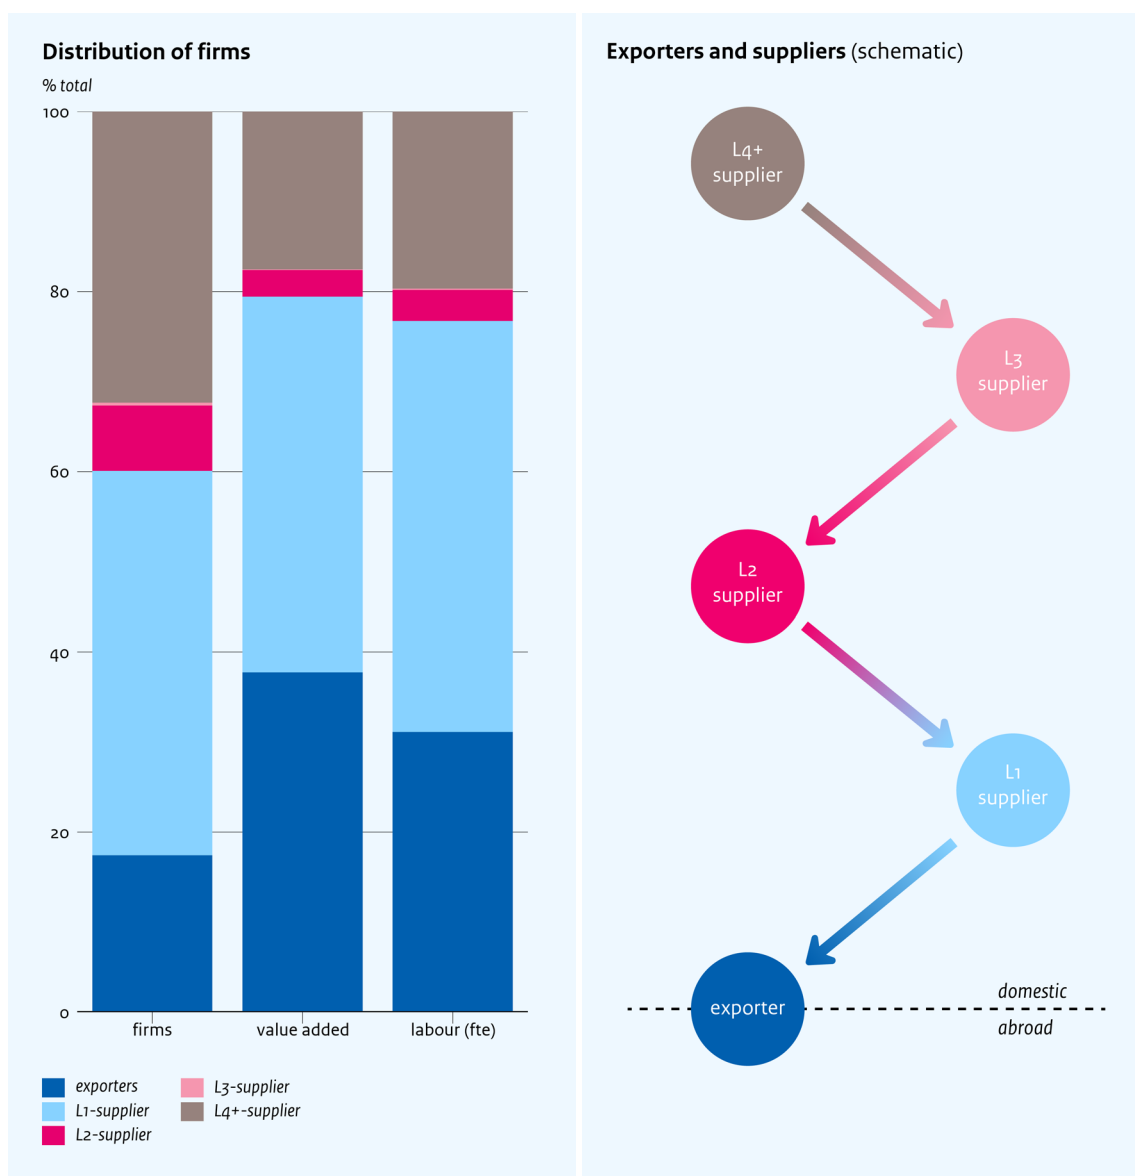 Distribution of firms
% total
100
80
60
40
20
0
firms
value added
labour (fte)
exporters
L1-supplier
L2-supplier
L3-supplier
L4+-supplier
Exporters and suppliers (schematic)
L4+
supplier
L3
supplier
L2
supplier
L1
supplier
exporter
domestic
abroad